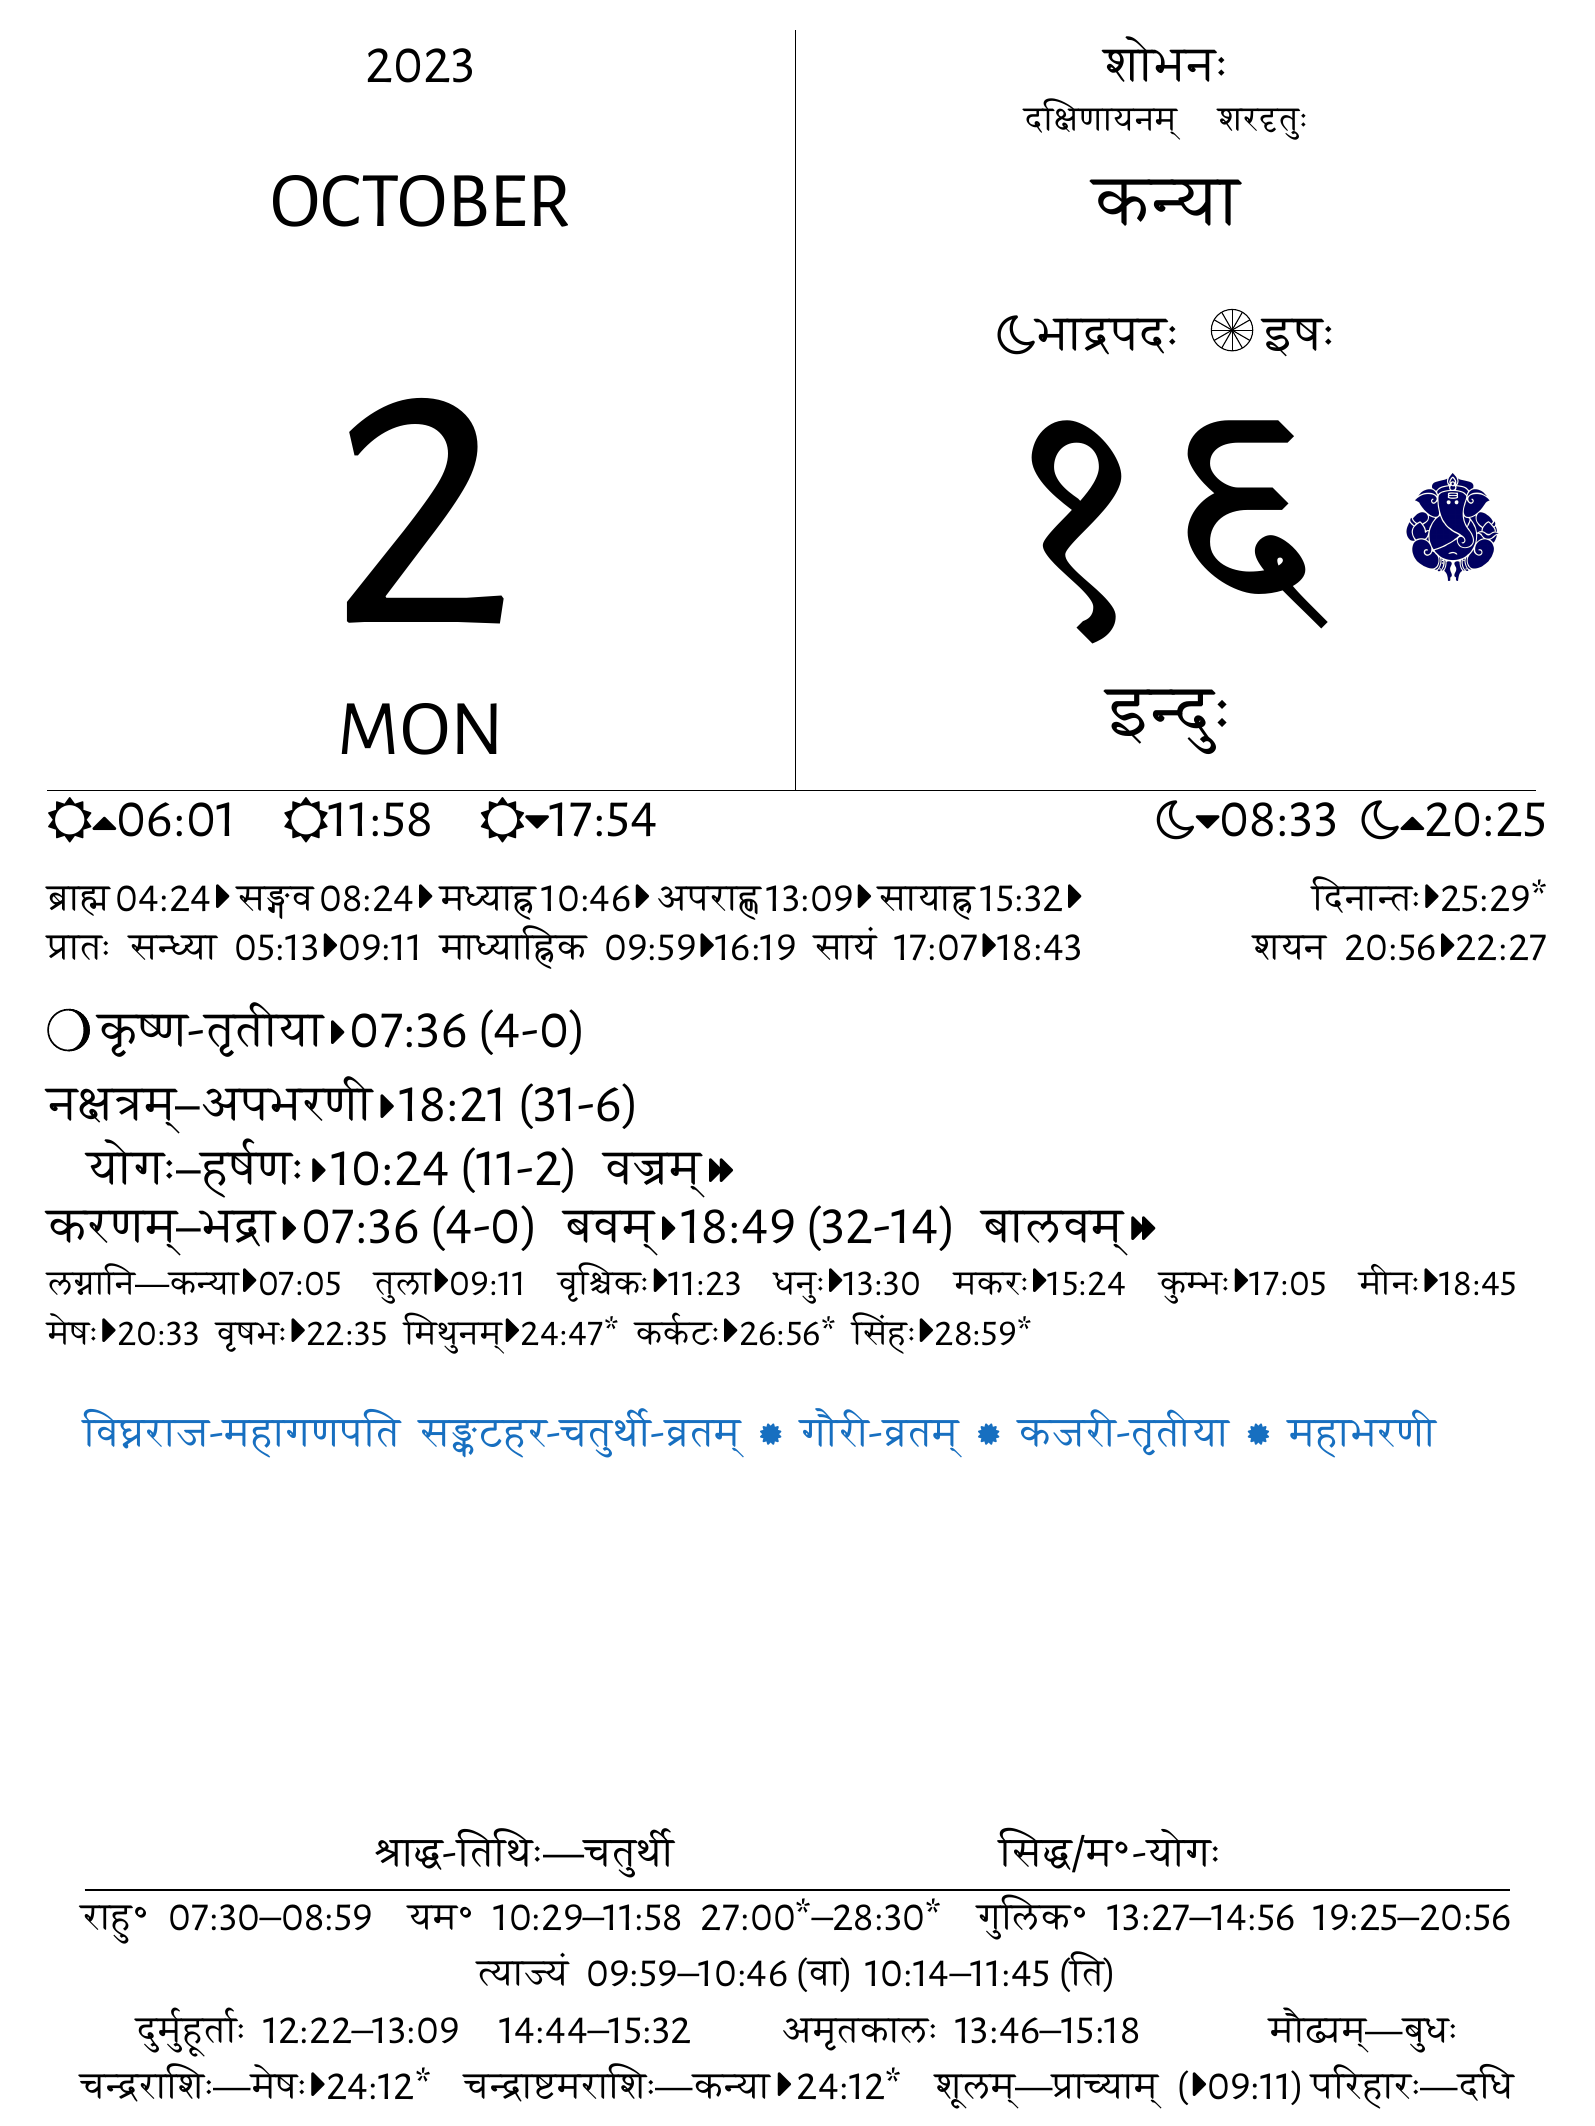 2023
OCTOBER
2
MON
शोभनः
दक्षिणायनम् शरदृतुः
कन्या
भाद्रपदः इषः
१६
इन्दुः
06:01 11:58 17:54 08:33 20:25
ब्राह्म 04:24 सङ्गव 08:24 मध्याह्न 10:46 अपराह्ण 13:09 सायाह्न 15:32 दिनान्तः 25:29*
प्रातः सन्ध्या 05:13 09:11 माध्याह्निक 09:59 16:19 सायं 17:07 18:43 शयन 20:56 22:27
कृष्ण-तृतीया 07:36 (4-0)
नक्षत्रम्–अपभरणी 18:21 (31-6)
योगः–हर्षणः 10:24 (11-2) वज्रम्
करणम्–भद्रा 07:36 (4-0) बवम् 18:49 (32-14) बालवम्
लग्नानि—कन्या 07:05 तुला 09:11 वृश्चिकः 11:23 धनुः 13:30 मकरः 15:24 कुम्भः 17:05 मीनः 18:45
मेषः 20:33 वृषभः 22:35 मिथुनम् 24:47* कर्कटः 26:56* सिंहः 28:59*
विघ्नराज-महागणपति सङ्कटहर-चतुर्थी-व्रतम् ✹ गौरी-व्रतम् ✹ कजरी-तृतीया ✹ महाभरणी
श्राद्ध-तिथिः—चतुर्थी सिद्ध/म॰-योगः
राहु॰ 07:30–08:59 यम॰ 10:29–11:58 27:00*–28:30* गुलिक॰ 13:27–14:56 19:25–20:56
त्याज्यं 09:59–10:46 (वा) 10:14–11:45 (ति)
दुर्मुहूर्ताः 12:22–13:09 14:44–15:32 अमृतकालः 13:46–15:18 मौढ्यम्—बुधः
चन्द्रराशिः—मेषः 24:12* चन्द्राष्टमराशिः—कन्या 24:12* शूलम्—प्राच्याम् (09:11) परिहारः—दधि